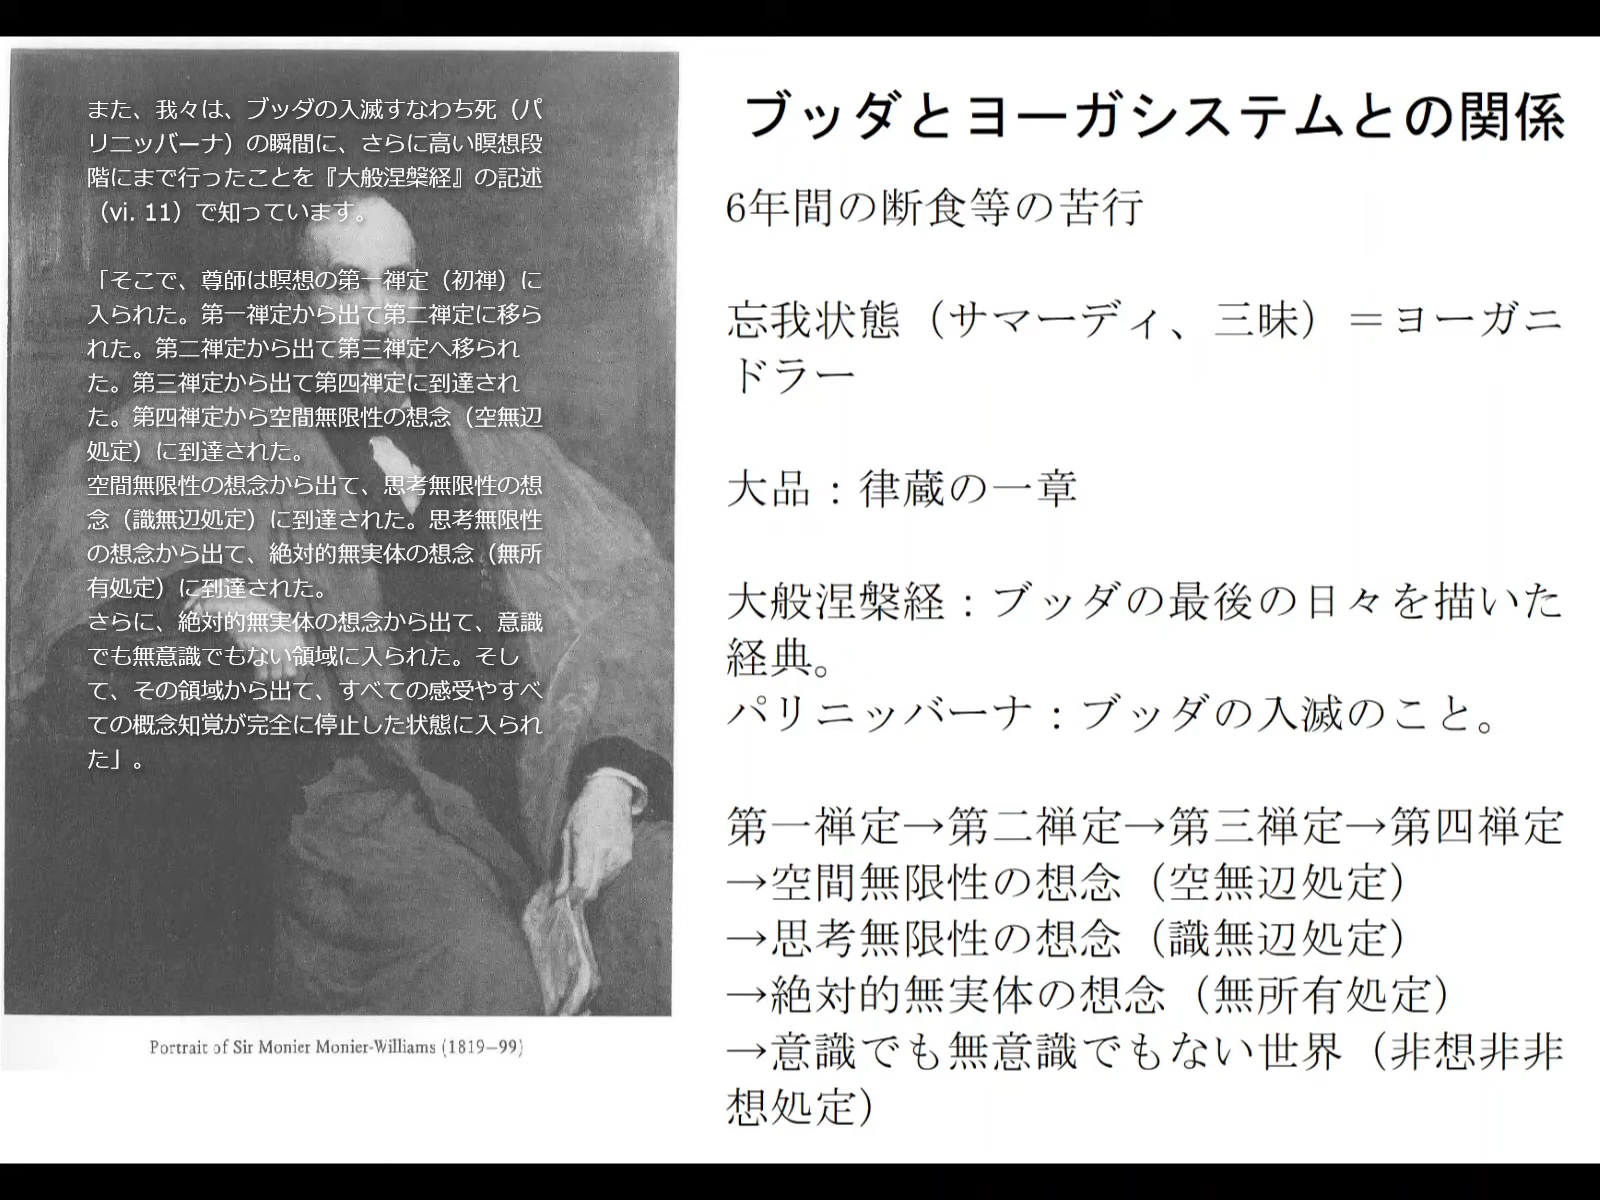 また、我々は、ブッダの入滅すなわち死（パ
リニッバーナ）の瞬間に、さらに高い瞑想段
階にまで行ったことを『大般涅槃経』の記述
（vi. 11）で知っています。
「そこで、尊師は瞑想の第一禅定（初禅）に
入られた。第一禅定から出て第二禅定に移ら
れた。第二禅定から出て第三禅定へ移られ
た。第三禅定から出て第四禅定に到達され
た。第四禅定から空間無限性の想念（空無辺
処定）に到達された。
空間無限性の想念から出て、思考無限性の想
念（識無辺処定）に到達された。思考無限性
の想念から出て、絶対的無実体の想念（無所
有処定）に到達された。
さらに、絶対的無実体の想念から出て、意識
でも無意識でもない領域に入られた。そし
て、その領域から出て、すべての感受やすべ
ての概念知覚が完全に停止した状態に入られ
た」。
Portrait of Sir Monier Monier-Williams (1819–99)
ブッダとヨーガシステムとの関係
6年間の断食等の苦行
忘我状態（サマーディ、三昧）＝ヨーガニ
ドラー
大品：律蔵の一章
大般涅槃経：ブッダの最後の日々を描いた
経典。
パリニッバーナ：ブッダの入滅のこと。
第一禅定→第二禅定→第三禅定→第四禅定
→空間無限性の想念（空無辺処定）
→思考無限性の想念（識無辺処定）
→絶対的無実体の想念（無所有処定）
→意識でも無意識でもない世界（非想非非
想処定）